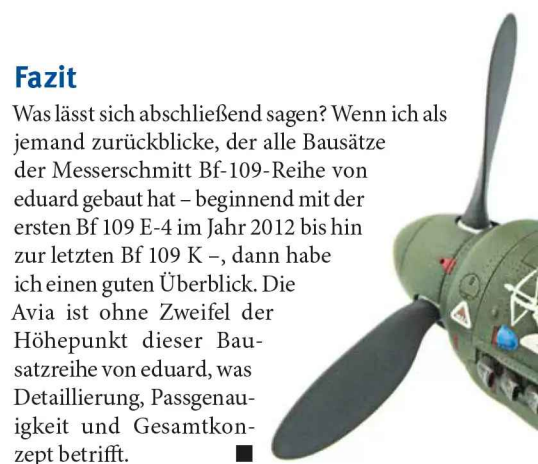 Fazit
Was lässt sich abschließend sagen? Wenn ich als
jemand zurückblicke, der alle Bausätze
der Messerschmitt Bf-109-Reihe von
eduard gebaut hat – beginnend mit der
ersten Bf 109 E-4 im Jahr 2012 bis hin
zur letzten Bf 109 K –, dann habe
ich einen guten Überblick. Die
Avia ist ohne Zweifel der
Höhepunkt dieser Bau-
satzreihe von eduard, was
Detaillierung, Passgenau-
igkeit und Gesamtkon-
zept betrifft.